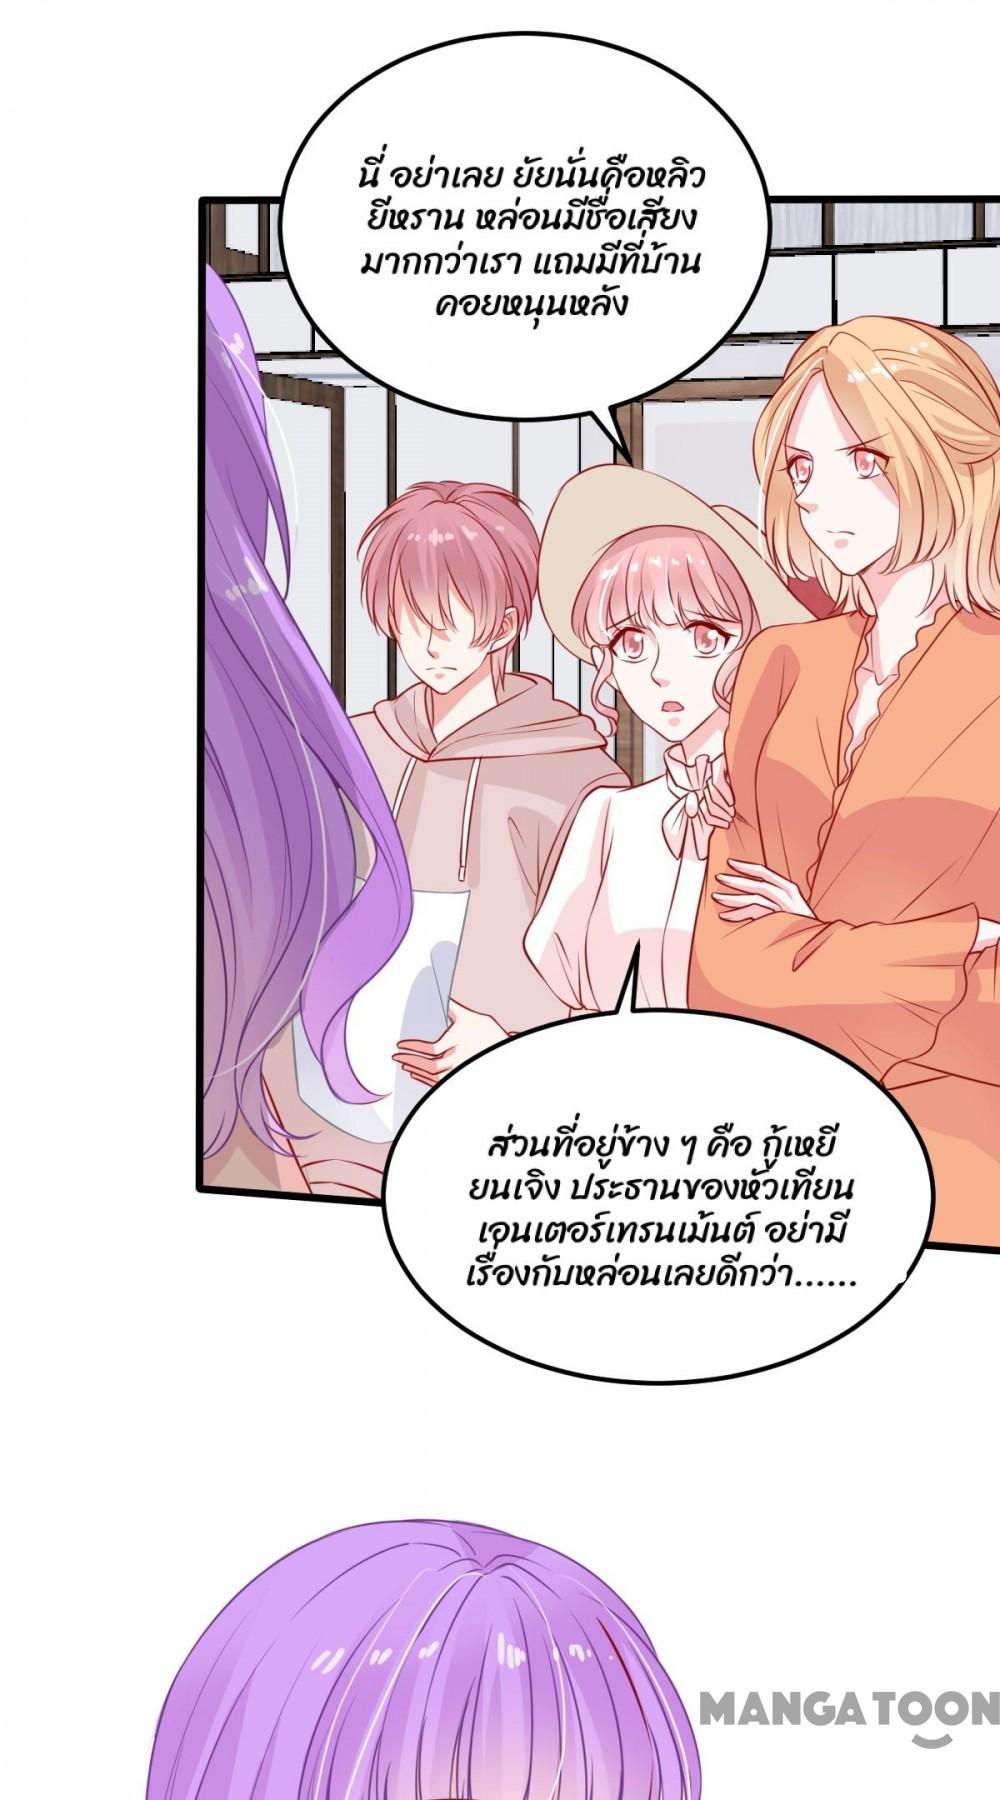 นี่ อย่าเลย ยัยนั่นคือหลิว
ยีหราน หล่อนมีชื่อเสียง
มากกว่าเรา แถมมีที่บ้าน
คอยหนุนหลัง
ส่วนที่อยู่ข้าง ๆ คือ กู้เหยี
ยนเจิง ประธานของหัวเทียน
เอนเตอร์เทรนเม้นต์ อย่ามี
เรื่องกับหล่อนเลยดีกว่า......
MANGATOON